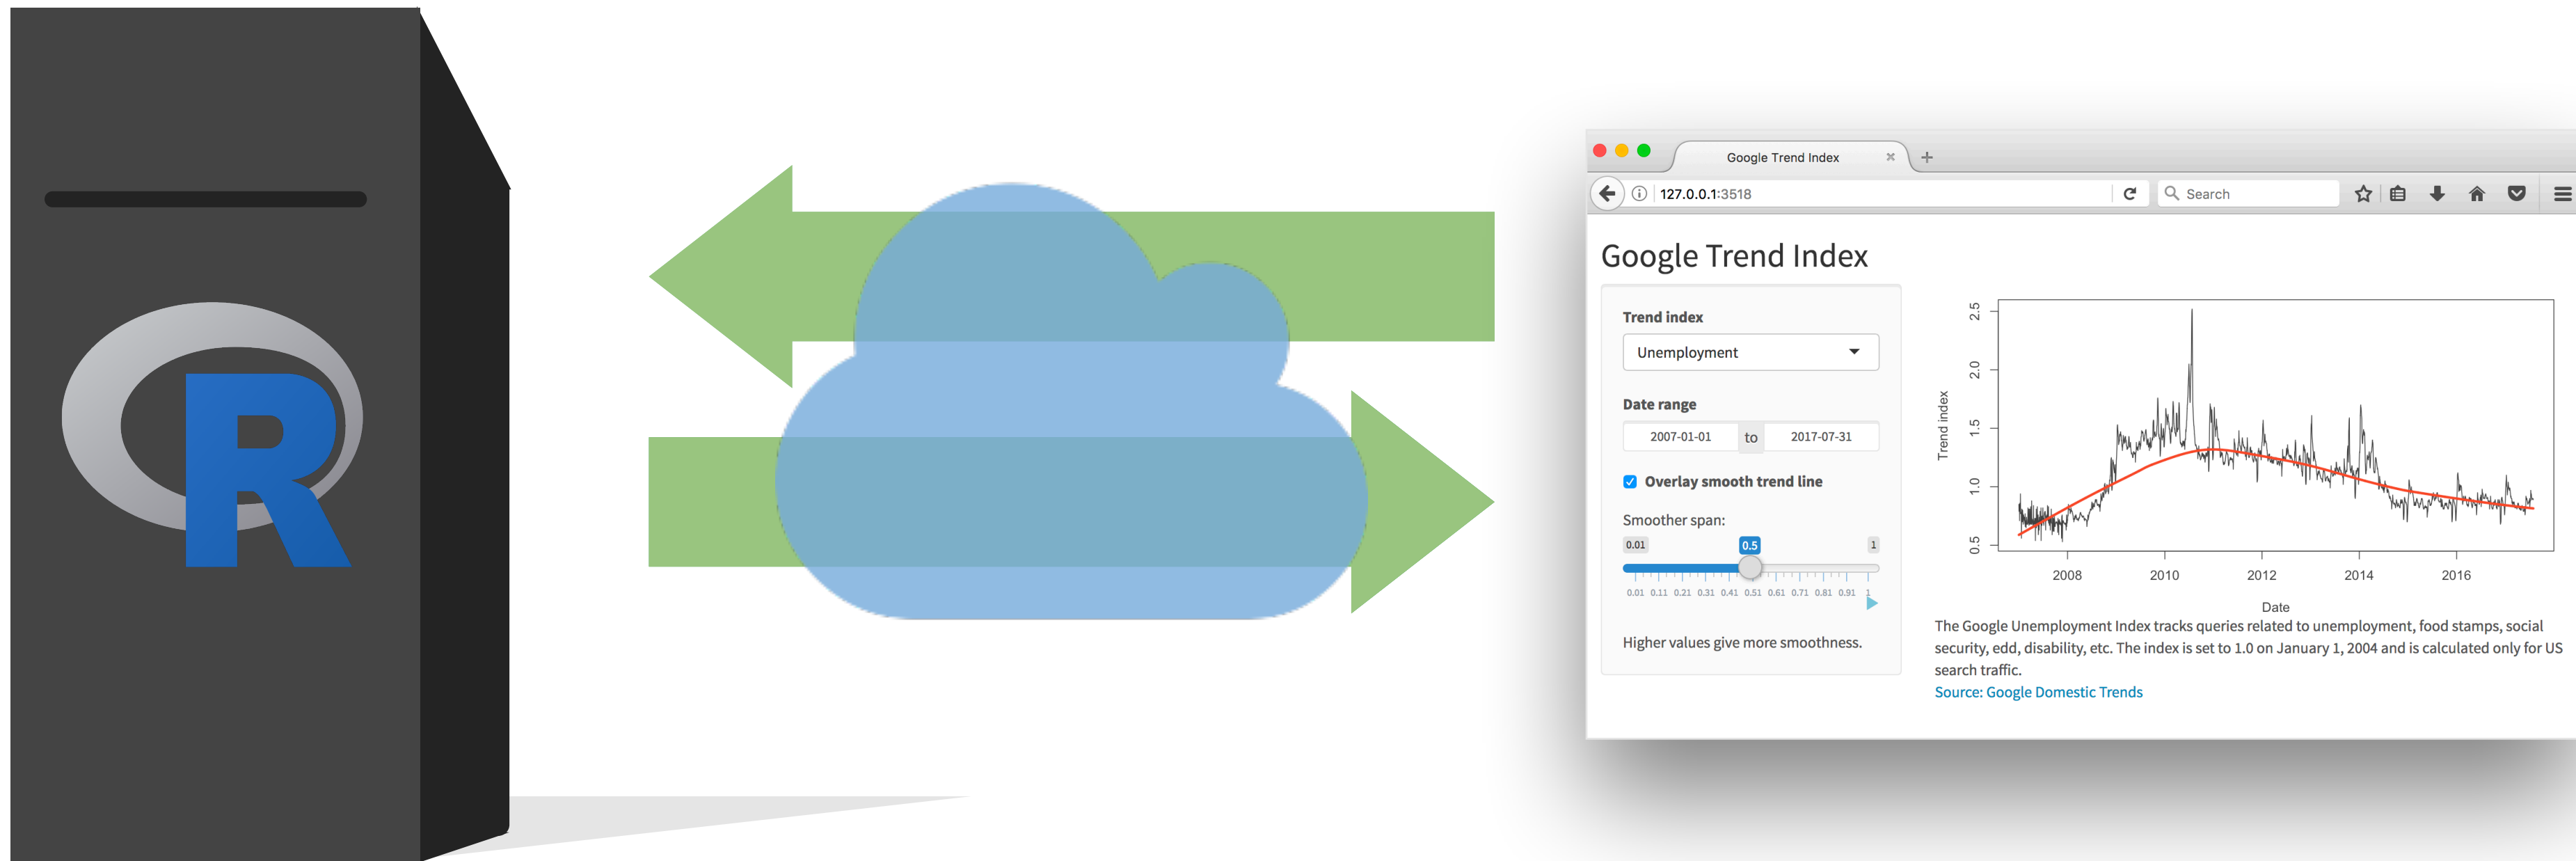 R
Google Trend Index
127.0.0.1:3518
Search
Google Trend Index
Trend index
Unemployment
Date range
2007-01-01 to 2017-07-31
Overlay smooth trend line
Smoother span:
0.01 0.5 1
0.01 0.11 0.21 0.31 0.41 0.51 0.61 0.71 0.81 0.91 1
Higher values give more smoothness.
Trend index
2.5
2.0
1.5
1.0
0.5
2008 2010 2012 2014 2016
Date
The Google Unemployment Index tracks queries related to unemployment, food stamps, social
security, edd, disability, etc. The index is set to 1.0 on January 1, 2004 and is calculated only for US
search traffic.
Source: Google Domestic Trends